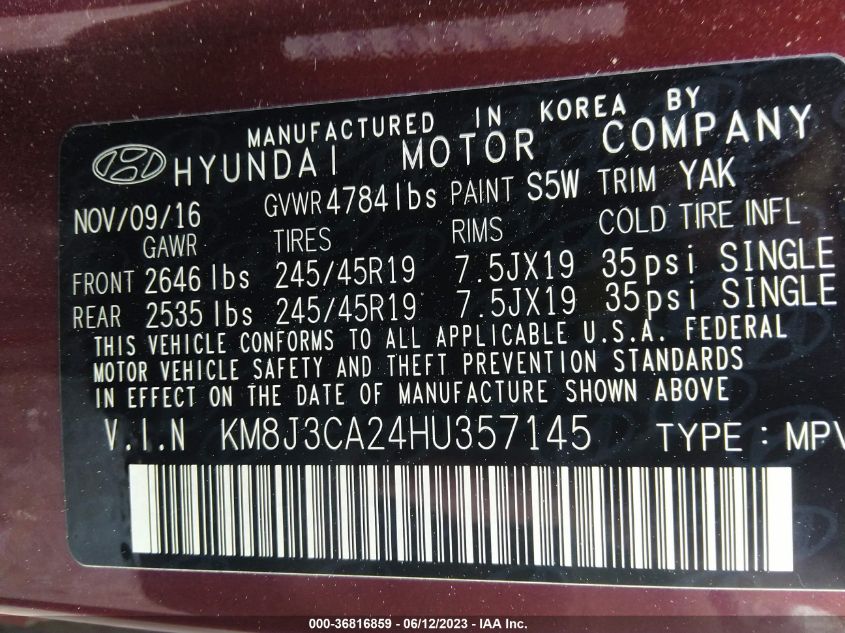 MANUFACTURED IN KOREA BY
HYUNDAI MOTOR COMPANY
NOV/09/16 GVWR 4784 lbs PAINT S5W TRIM YAK
GAWR TIRES RIMS COLD TIRE INFL
FRONT 2646 lbs 245/45R19 7.5JX19 35psi SINGLE
REAR 2535 lbs 245/45R19 7.5JX19 35psi SINGLE
THIS VEHICLE CONFORMS TO ALL APPLICABLE U.S.A. FEDERAL
MOTOR VEHICLE SAFETY AND THEFT PREVENTION STANDARDS
IN EFFECT ON THE DATE OF MANUFACTURE SHOWN ABOVE
V.I.N KM8J3CA24HU357145 TYPE : MPV
000-36816859 - 06/12/2023 - IAA Inc.